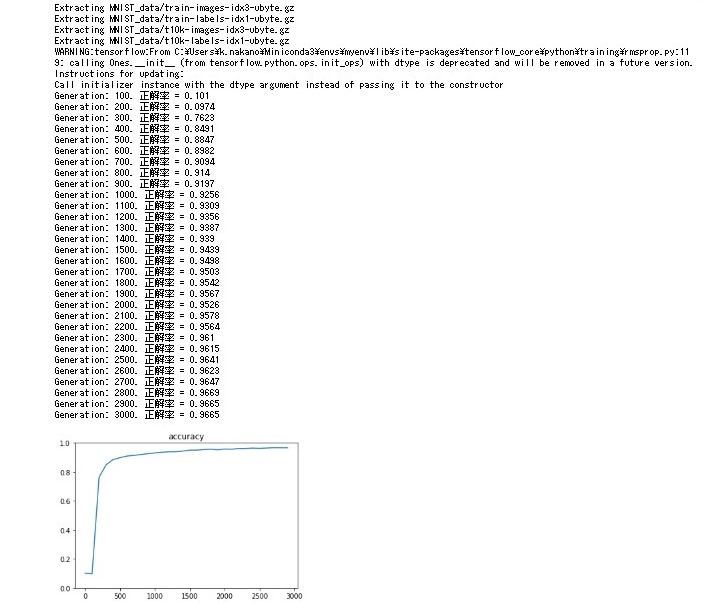 Extracting MNIST_data/train-images-idx3-ubyte.gz
Extracting MNIST_data/train-labels-idx1-ubyte.gz
Extracting MNIST_data/t10k-images-idx3-ubyte.gz
Extracting MNIST_data/t10k-labels-idx1-ubyte.gz
WARNING:tensorflow:From C:¥Users¥k.nakano¥Miniconda3¥envs¥myenv¥lib¥site-packages¥tensorflow_core¥python¥training¥rmsprop.py:11
9: calling Ones.__init__ (from tensorflow.python.ops.init_ops) with dtype is deprecated and will be removed in a future version.
Instructions for updating:
Call initializer instance with the dtype argument instead of passing it to the constructor
Generation: 100. 正解率 = 0.101
Generation: 200. 正解率 = 0.0974
Generation: 300. 正解率 = 0.7623
Generation: 400. 正解率 = 0.8491
Generation: 500. 正解率 = 0.8847
Generation: 600. 正解率 = 0.8982
Generation: 700. 正解率 = 0.9094
Generation: 800. 正解率 = 0.914
Generation: 900. 正解率 = 0.9197
Generation: 1000. 正解率 = 0.9256
Generation: 1100. 正解率 = 0.9309
Generation: 1200. 正解率 = 0.9356
Generation: 1300. 正解率 = 0.9387
Generation: 1400. 正解率 = 0.939
Generation: 1500. 正解率 = 0.9439
Generation: 1600. 正解率 = 0.9498
Generation: 1700. 正解率 = 0.9503
Generation: 1800. 正解率 = 0.9542
Generation: 1900. 正解率 = 0.9567
Generation: 2000. 正解率 = 0.9526
Generation: 2100. 正解率 = 0.9578
Generation: 2200. 正解率 = 0.9564
Generation: 2300. 正解率 = 0.961
Generation: 2400. 正解率 = 0.9615
Generation: 2500. 正解率 = 0.9641
Generation: 2600. 正解率 = 0.9623
Generation: 2700. 正解率 = 0.9647
Generation: 2800. 正解率 = 0.9669
Generation: 2900. 正解率 = 0.9665
Generation: 3000. 正解率 = 0.9665
accuracy
1.0
0.8
0.6
0.4
0.2
0.0
0 500 1000 1500 2000 2500 3000